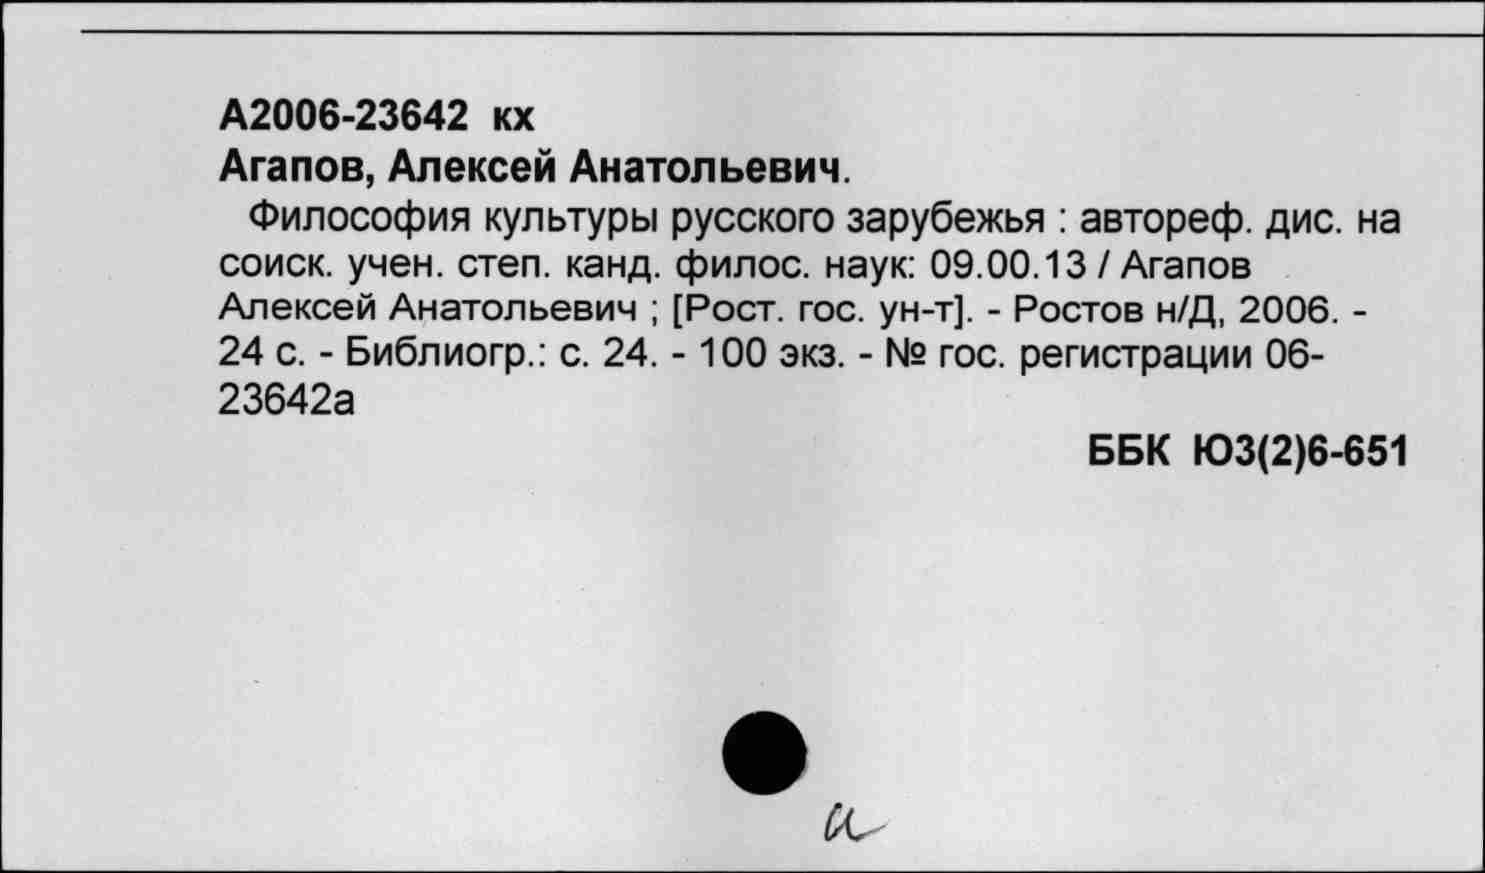 А2006-23642 кх
Агапов, Алексей Анатольевич.
Философия культуры русского зарубежья : автореф. дис. на
соиск. учен. степ. канд. филос. наук: 09.00.13 / Агапов
Алексей Анатольевич ; [Рост. гос. ун-т]. - Ростов н/Д, 2006. -
24 с. - Библиогр.: с. 24. - 100 экз. - № гос. регистрации 06-
23642а
ББК Ю3(2)6-651
и